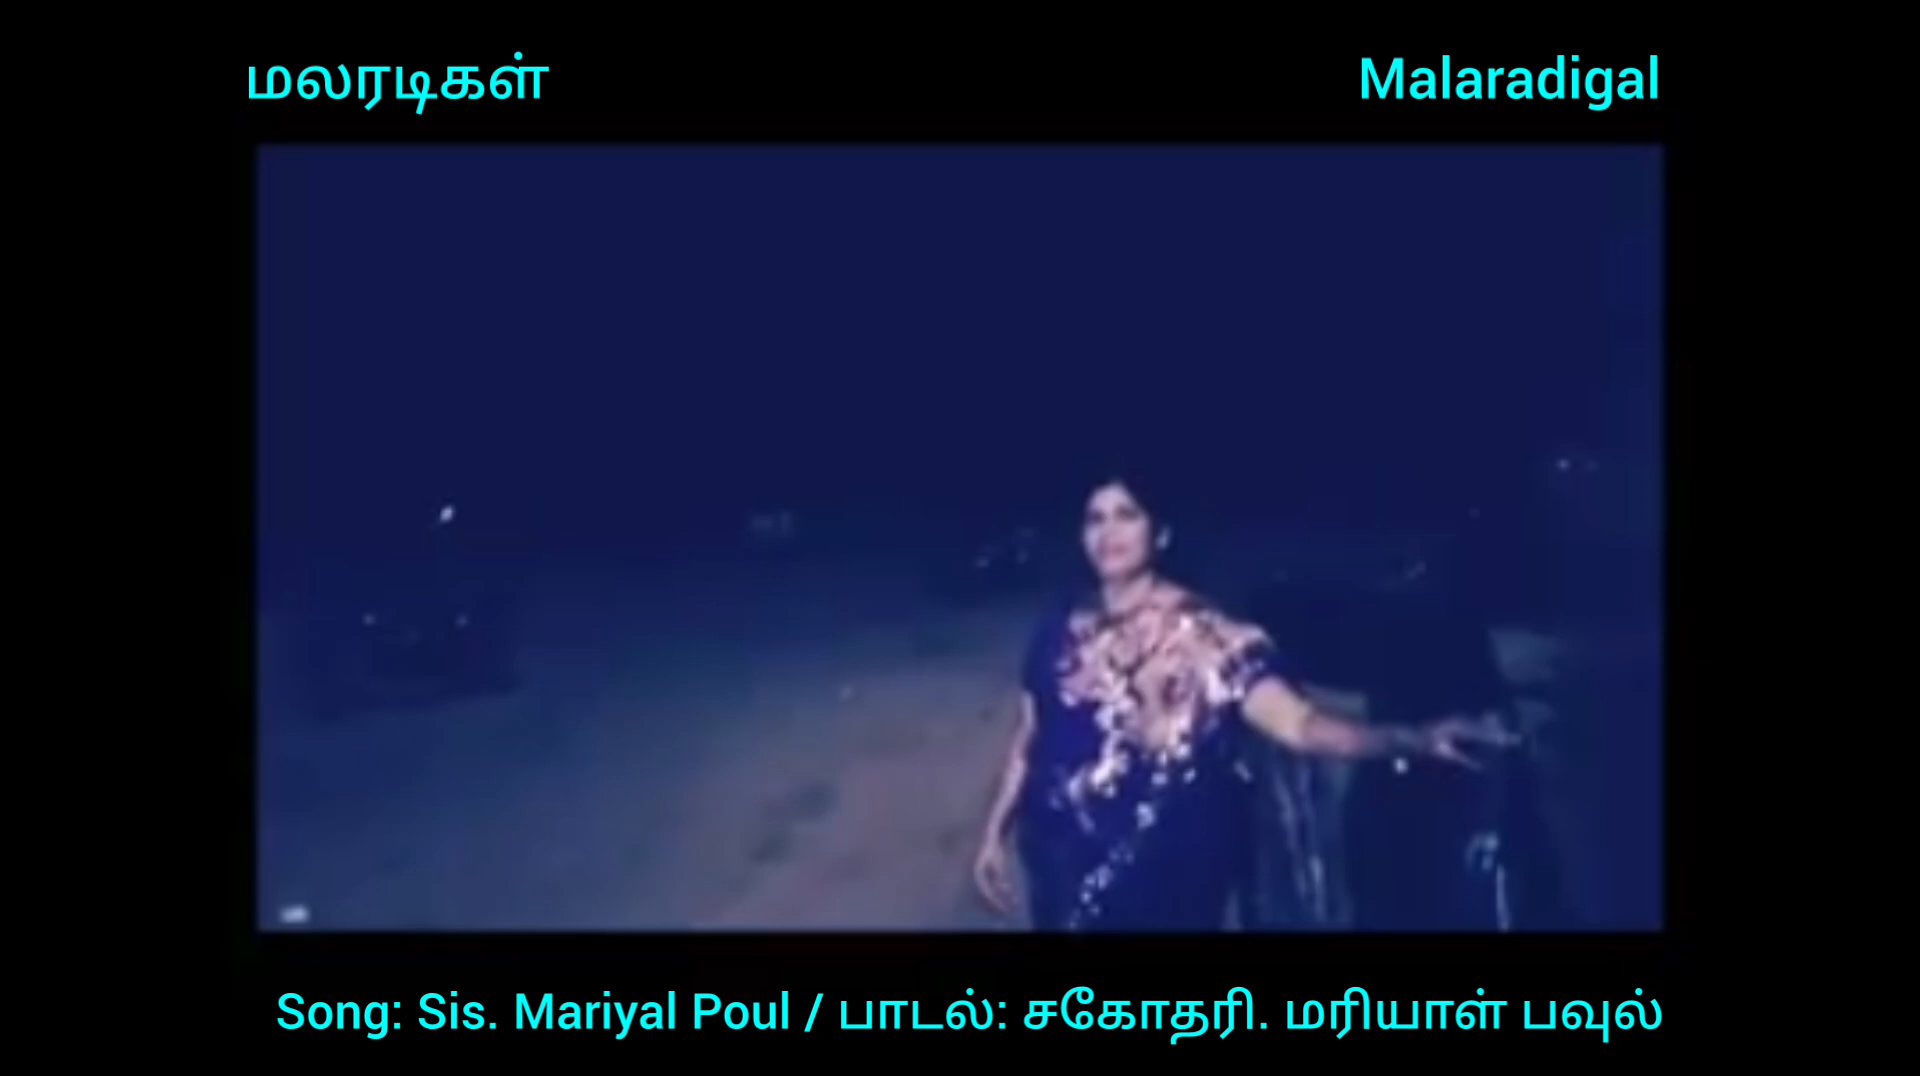 மலரடிகள்
Malaradigal
Song: Sis. Mariyal Poul / பாடல்: சகோதரி. மரியாள் பவுல்